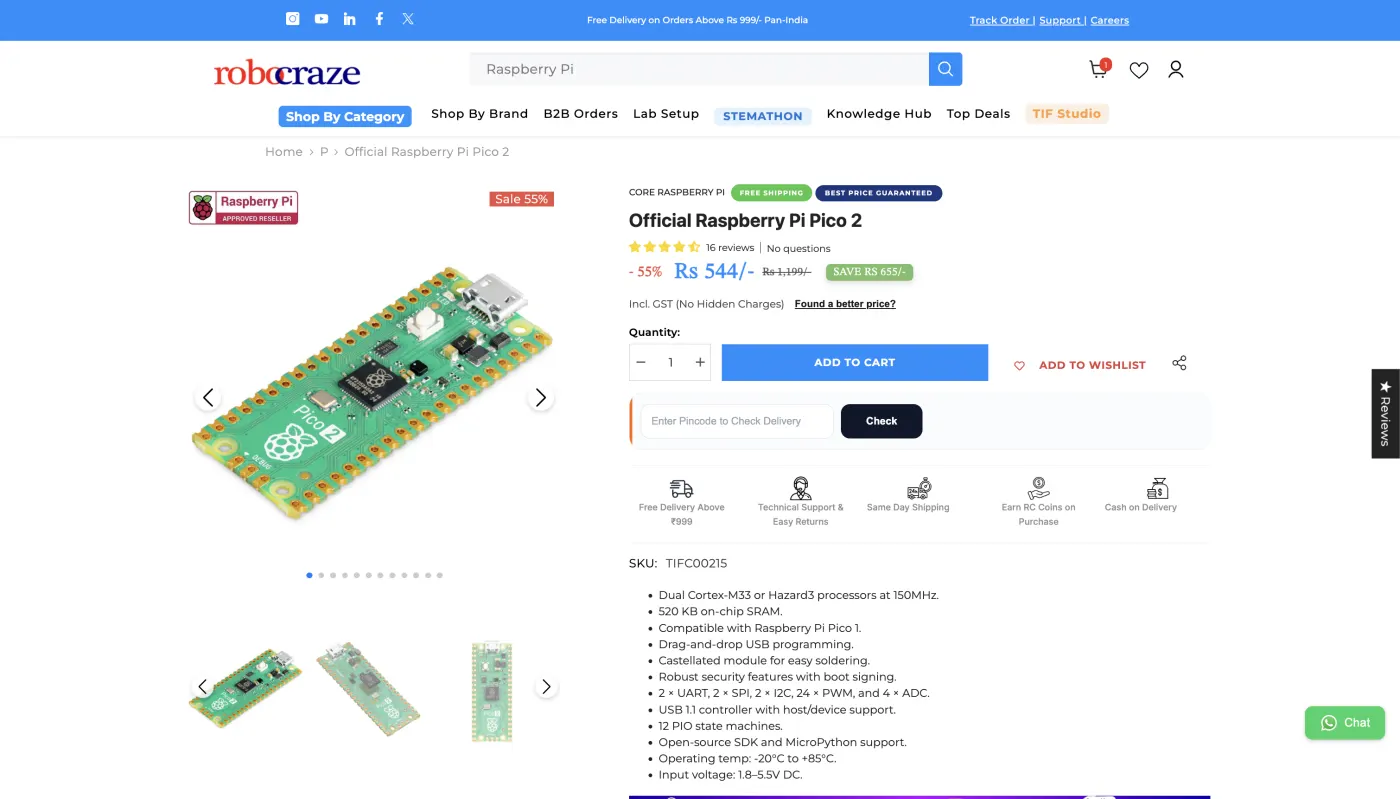 Free Delivery on Orders Above Rs 999/- Pan-India
Track Order | Support | Careers
robocraze
Raspberry Pi
1
Shop By Category
Shop By Brand
B2B Orders
Lab Setup
STEMATHON
Knowledge Hub
Top Deals
TIF Studio
Home > P > Official Raspberry Pi Pico 2
Raspberry Pi
APPROVED RESELLER
Sale 55%
Pico 2
DEBUG
CORE RASPBERRY PI
FREE SHIPPING
BEST PRICE GUARANTEED
Official Raspberry Pi Pico 2
16 reviews | No questions
- 55% Rs 544/- Rs 1,199/- SAVE RS 655/-
Incl. GST (No Hidden Charges) Found a better price?
Quantity:
− 1 +
ADD TO CART
ADD TO WISHLIST
Enter Pincode to Check Delivery
Check
Free Delivery Above
₹999
Technical Support &
Easy Returns
Same Day Shipping
Earn RC Coins on
Purchase
Cash on Delivery
SKU: TIFC00215
• Dual Cortex-M33 or Hazard3 processors at 150MHz.
• 520 KB on-chip SRAM.
• Compatible with Raspberry Pi Pico 1.
• Drag-and-drop USB programming.
• Castellated module for easy soldering.
• Robust security features with boot signing.
• 2 × UART, 2 × SPI, 2 × I2C, 24 × PWM, and 4 × ADC.
• USB 1.1 controller with host/device support.
• 12 PIO state machines.
• Open-source SDK and MicroPython support.
• Operating temp: -20°C to +85°C.
• Input voltage: 1.8–5.5V DC.
★ Reviews
Chat